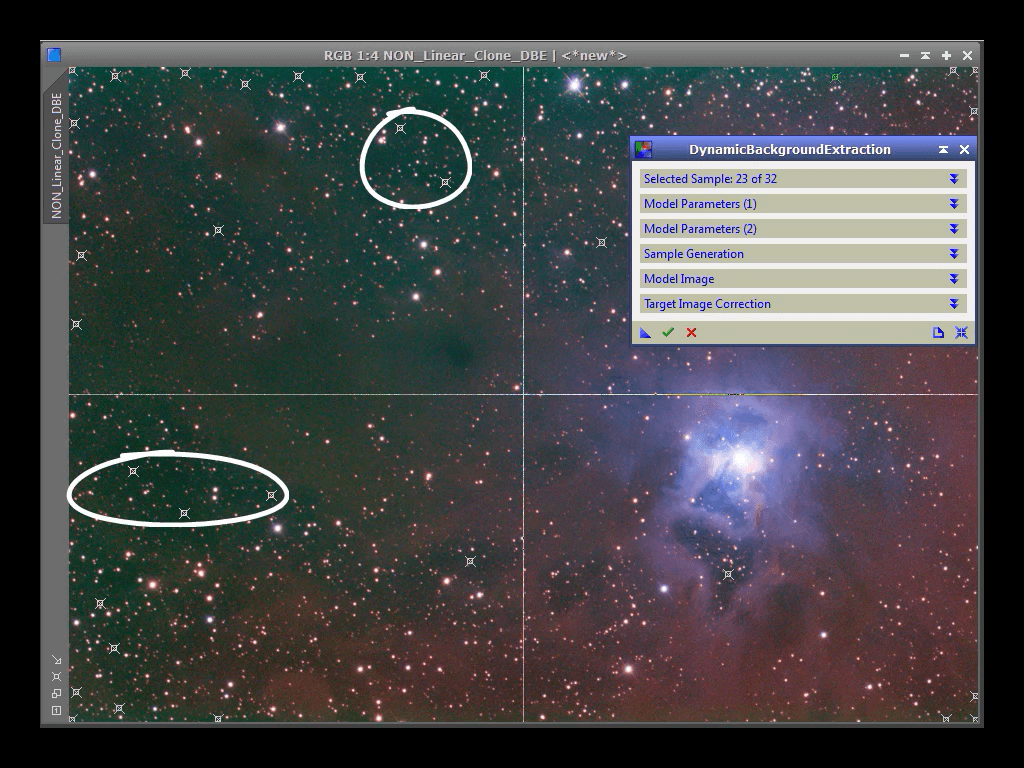 RGB 1:4 NON_Linear_Clone_DBE | <*new*>
NON_Linear_Clone_DBE
DynamicBackgroundExtraction
Selected Sample: 23 of 32
Model Parameters (1)
Model Parameters (2)
Sample Generation
Model Image
Target Image Correction